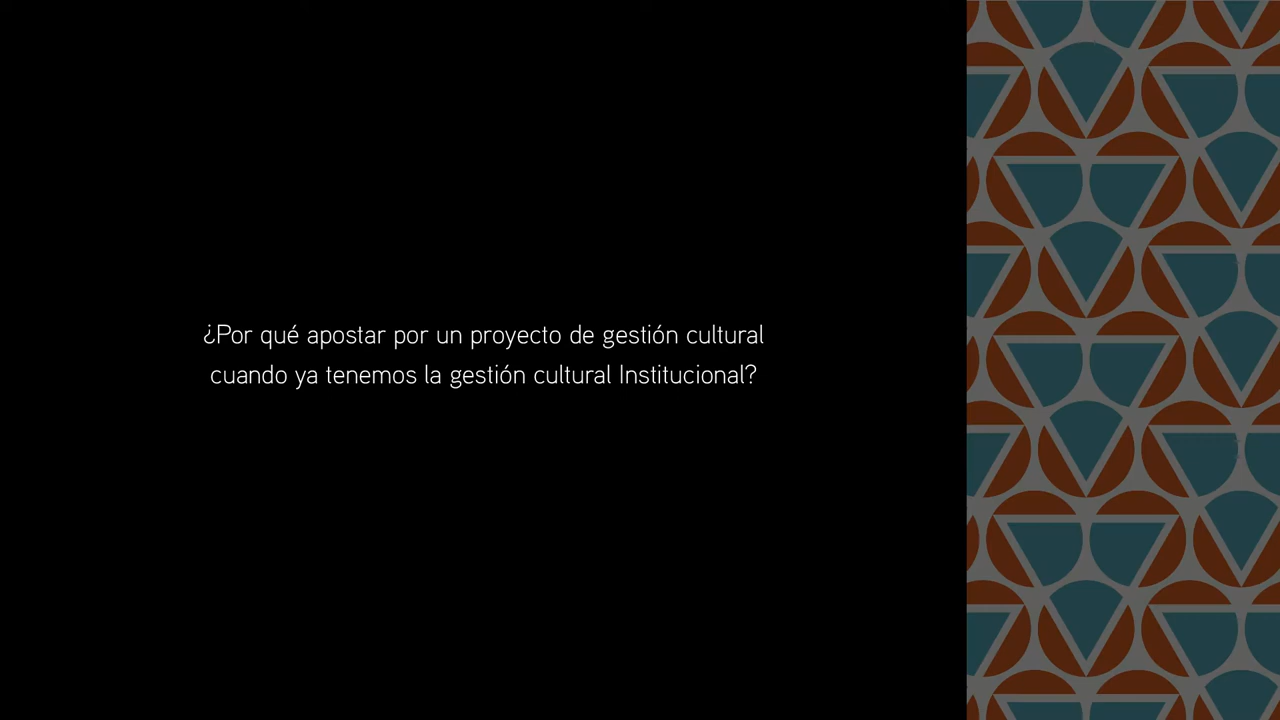 ¿Por qué apostar por un proyecto de gestión cultural
cuando ya tenemos la gestión cultural Institucional?